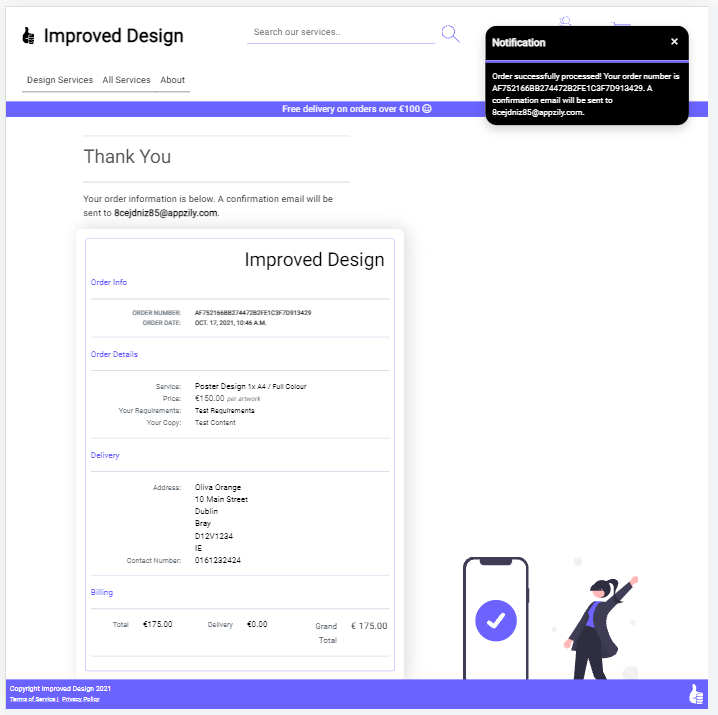 Improved Design
Search our services..
Design Services All Services About
Free delivery on orders over €100
Notification ×
Order successfully processed! Your order number is
AF752166BB274472B2FE1C3F7D913429. A
confirmation email will be sent to
8cejdniz85@appzily.com.
Thank You
Your order information is below. A confirmation email will be
sent to 8cejdniz85@appzily.com.
Improved Design
Order Info
ORDER NUMBER: AF752166BB274472B2FE1C3F7D913429
ORDER DATE: OCT. 17, 2021, 10:46 A.M.
Order Details
Service: Poster Design 1x A4 / Full Colour
Price: €150.00 per artwork
Your Requirements: Test Requirements
Your Copy: Test Content
Delivery
Address: Oliva Orange
10 Main Street
Dublin
Bray
D12V1234
IE
Contact Number: 0161232424
Billing
Total €175.00 Delivery €0.00 Grand € 175.00
Total
Copyright Improved Design 2021
Terms of Service | Privacy Policy